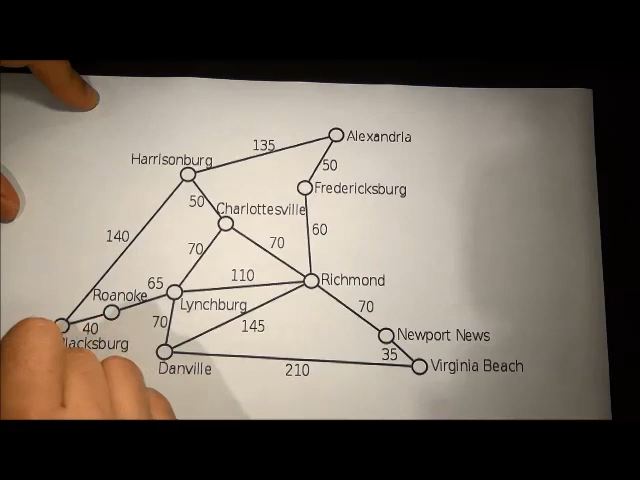 Alexandria
135
Harrisonburg
50
Fredericksburg
50
Charlottesville
60
140
70
70
110
Richmond
65
Roanoke
Lynchburg
70
40
70
145
Newport News
lacksburg
35
Danville
210
Virginia Beach